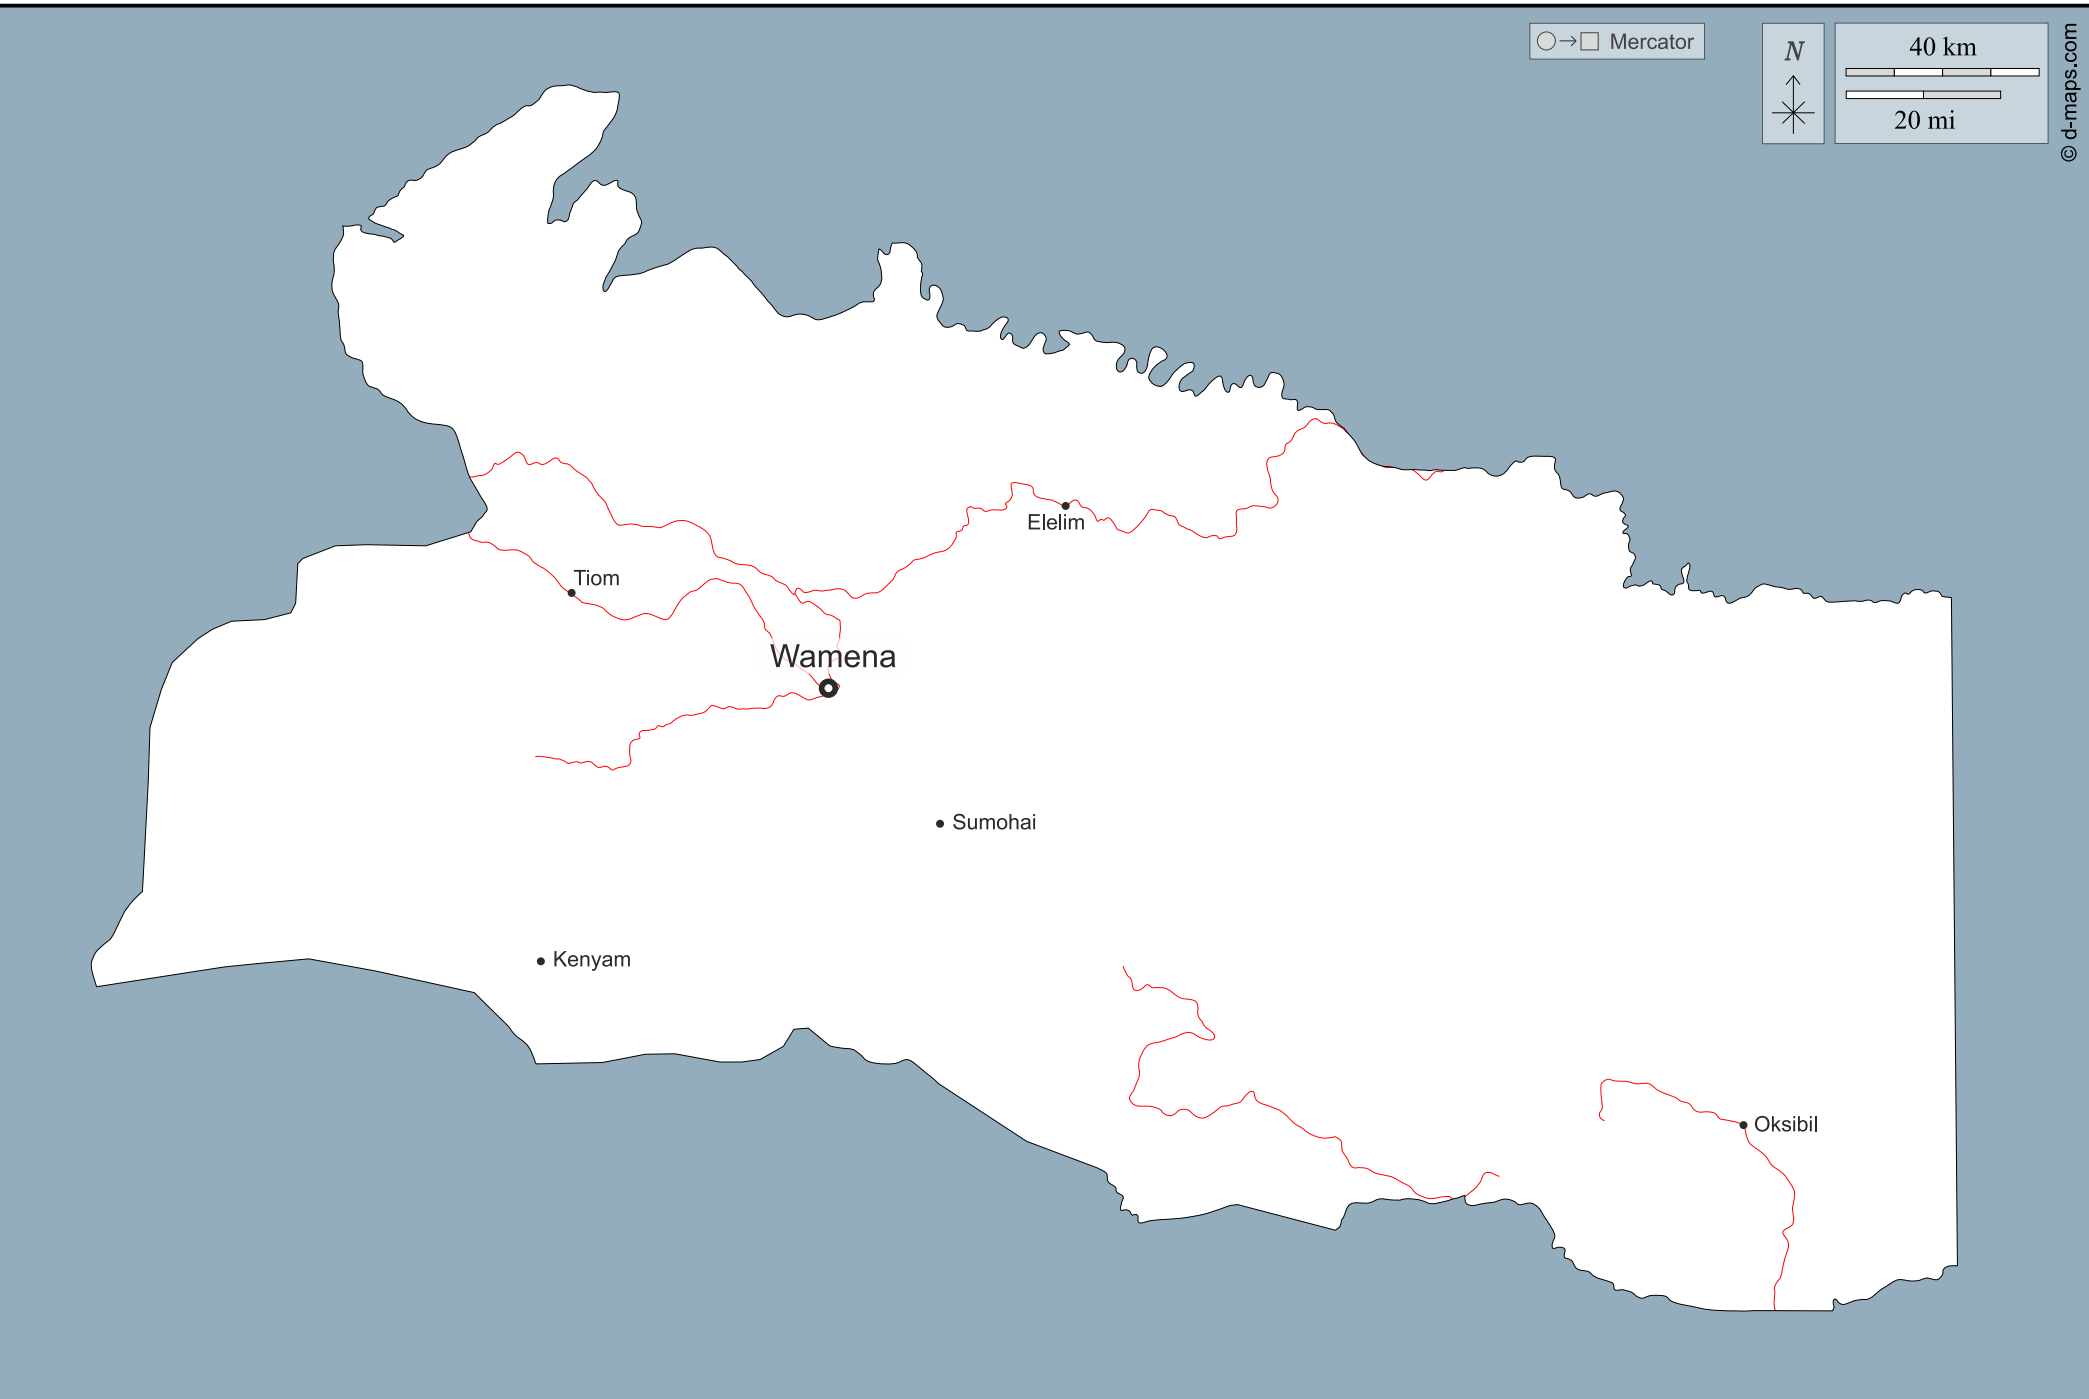 Mercator
N
40 km
20 mi
© d-maps.com
Elelim
Tiom
Wamena
Sumohai
Kenyam
Oksibil